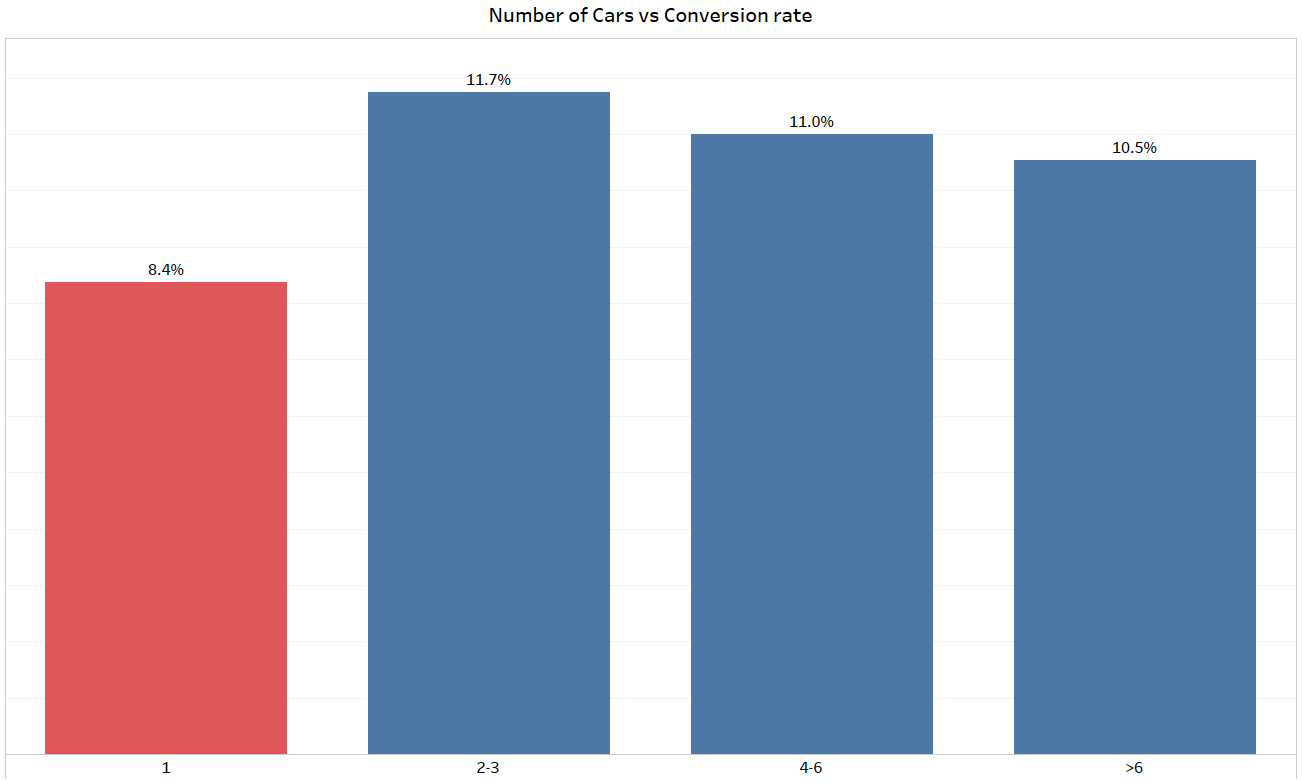 Number of Cars vs Conversion rate
11.7%
11.0%
10.5%
8.4%
1 2-3 4-6 >6